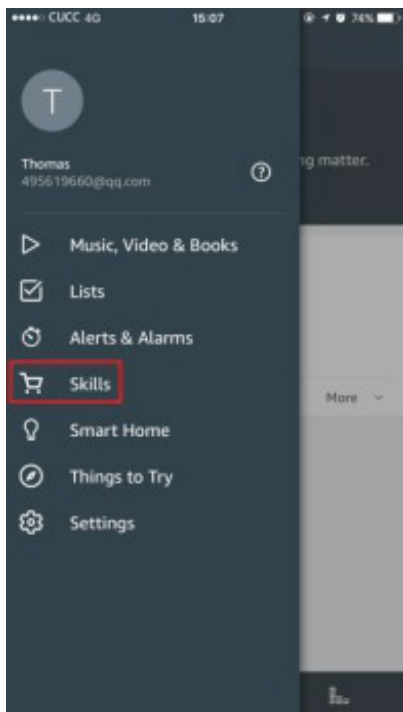 CUCC 4G 15:07 74%
T
Thomas
495619660@qq.com
ng matter.
Music, Video & Books
Lists
Alerts & Alarms
Skills
More
Smart Home
Things to Try
Settings